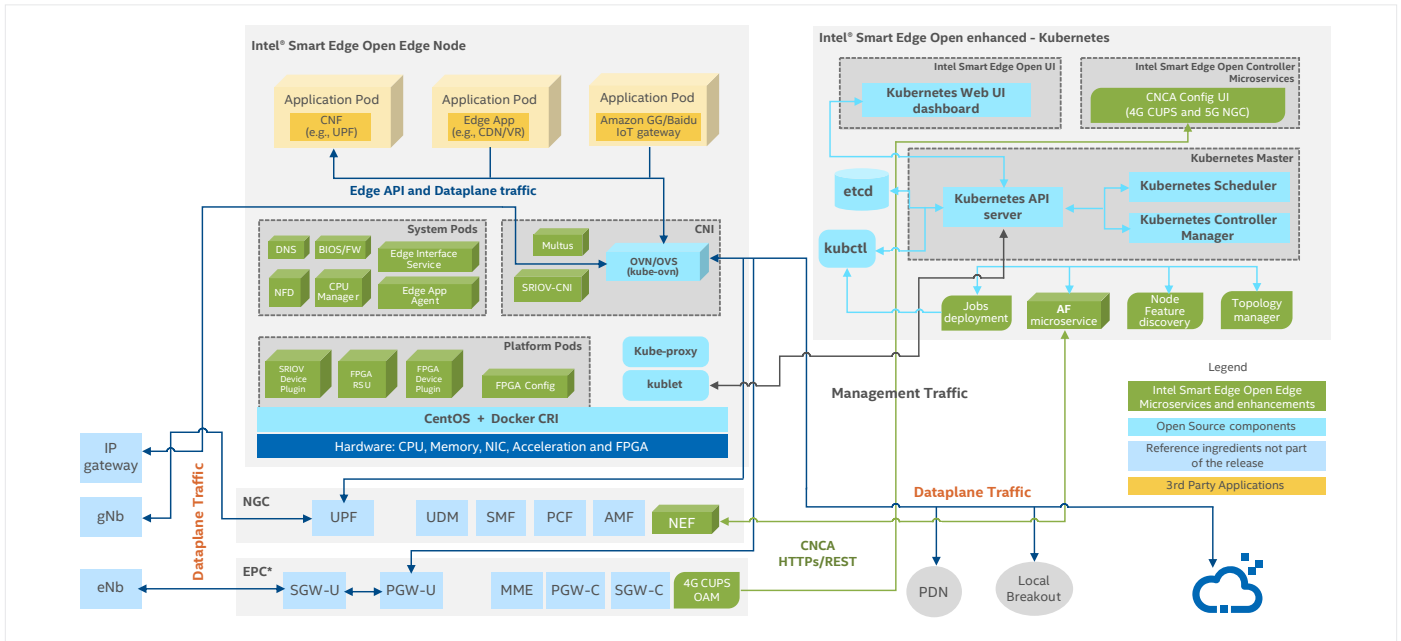 Intel® Smart Edge Open Edge Node
Application Pod
CNF
(e.g., UPF)
Application Pod
Edge App
(e.g., CDN/VR)
Application Pod
Amazon GG/Baidu
IoT gateway
Edge API and Dataplane traffic
System Pods
DNS
BIOS/FW
Edge Interface
Service
NFD
CPU
Manager
Edge App
Agent
CNI
Multus
SRIOV-CNI
OVN/OVS
(kube-ovn)
Platform Pods
SRIOV
Device
Plugin
FPGA
RSU
FPGA
Device
Plugin
FPGA Config
Kube-proxy
kublet
CentOS + Docker CRI
Hardware: CPU, Memory, NIC, Acceleration and FPGA
Intel® Smart Edge Open enhanced - Kubernetes
Intel Smart Edge Open UI
Kubernetes Web UI
dashboard
Intel Smart Edge Open Controller
Microservices
CNCA Config UI
(4G CUPS and 5G NGC)
Kubernetes Master
etcd
Kubernetes API
server
Kubernetes Scheduler
Kubernetes Controller
Manager
kubctl
Jobs
deployment
AF
microservice
Node
Feature
discovery
Topology
manager
Management Traffic
Legend
Intel Smart Edge Open Edge
Microservices and enhancements
Open Source components
Reference ingredients not part
of the release
3rd Party Applications
IP
gateway
gNb
eNb
Dataplane Traffic
NGC
UPF
UDM
SMF
PCF
AMF
NEF
EPC*
SGW-U
PGW-U
MME
PGW-C
SGW-C
4G CUPS
OAM
CNCA
HTTPs/REST
Dataplane Traffic
PDN
Local
Breakout